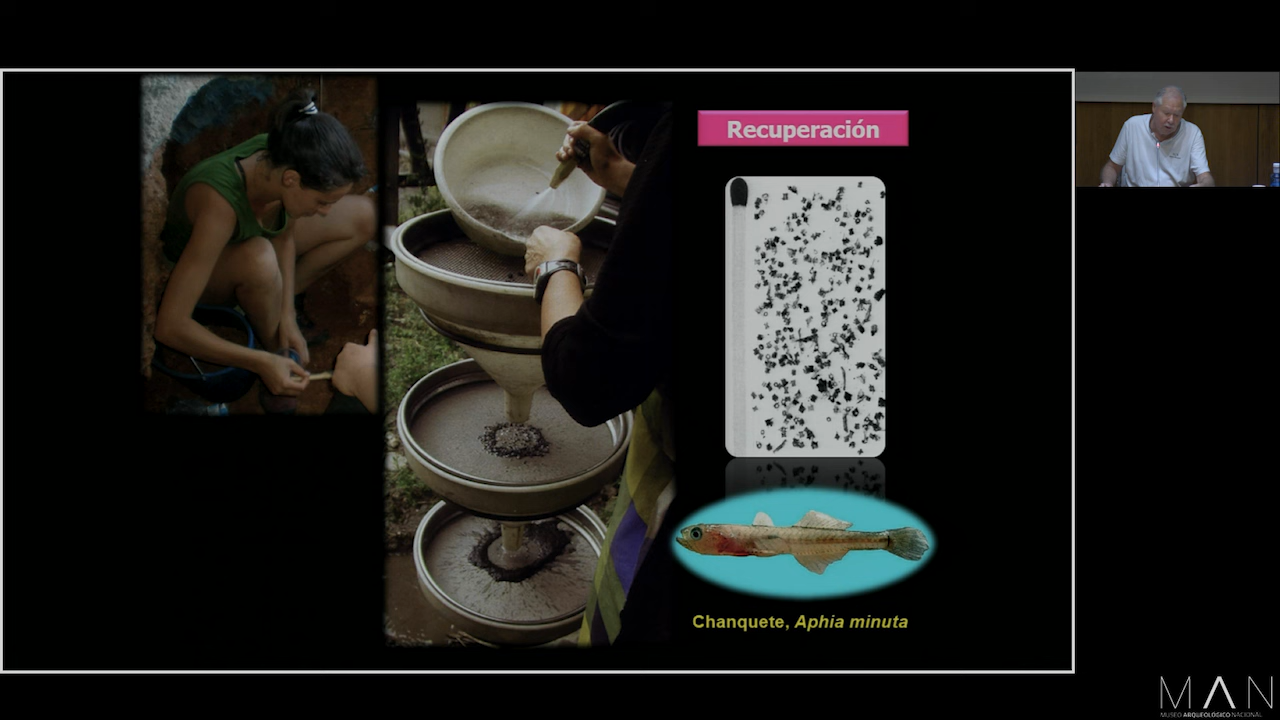 Recuperación
Chanquete, Aphia minuta
MAN
MUSEO ARQUEOLÓGICO NACIONAL